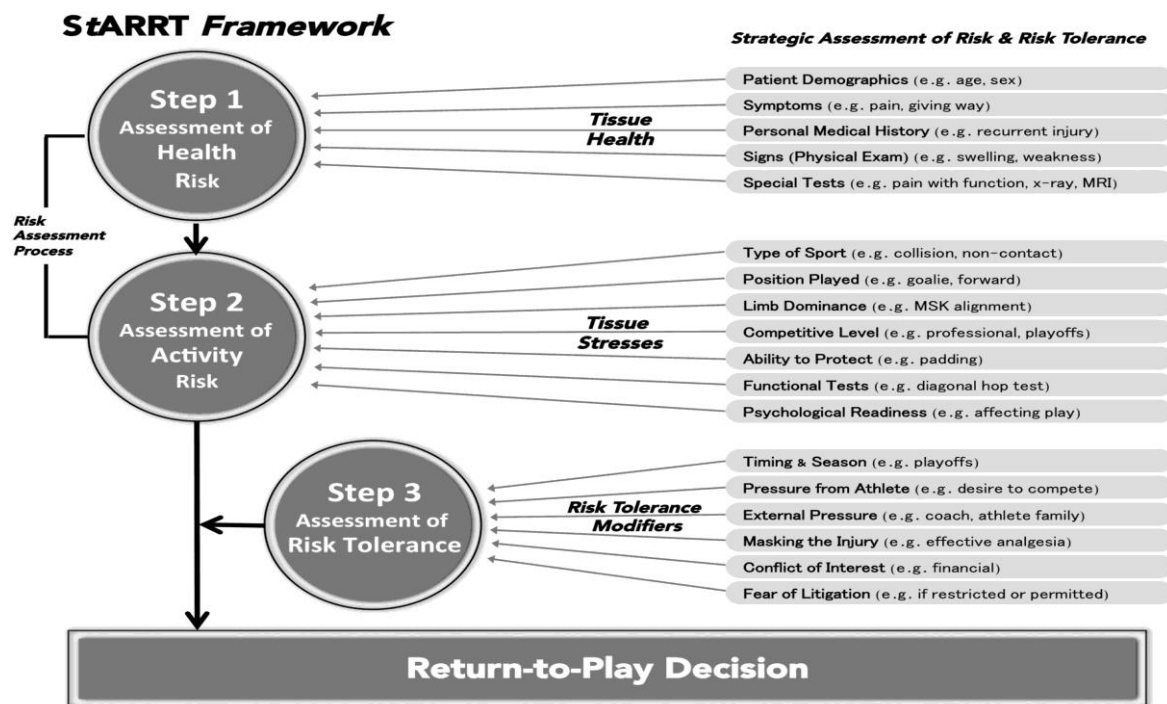 StARRT Framework
Strategic Assessment of Risk & Risk Tolerance
Step 1
Assessment of
Health
Risk
Tissue
Health
Patient Demographics (e.g. age, sex)
Symptoms (e.g. pain, giving way)
Personal Medical History (e.g. recurrent injury)
Signs (Physical Exam) (e.g. swelling, weakness)
Special Tests (e.g. pain with function, x-ray, MRI)
Risk
Assessment
Process
Step 2
Assessment of
Activity
Risk
Tissue
Stresses
Type of Sport (e.g. collision, non-contact)
Position Played (e.g. goalie, forward)
Limb Dominance (e.g. MSK alignment)
Competitive Level (e.g. professional, playoffs)
Ability to Protect (e.g. padding)
Functional Tests (e.g. diagonal hop test)
Psychological Readiness (e.g. affecting play)
Step 3
Assessment of
Risk Tolerance
Risk Tolerance
Modifiers
Timing & Season (e.g. playoffs)
Pressure from Athlete (e.g. desire to compete)
External Pressure (e.g. coach, athlete family)
Masking the Injury (e.g. effective analgesia)
Conflict of Interest (e.g. financial)
Fear of Litigation (e.g. if restricted or permitted)
Return-to-Play Decision